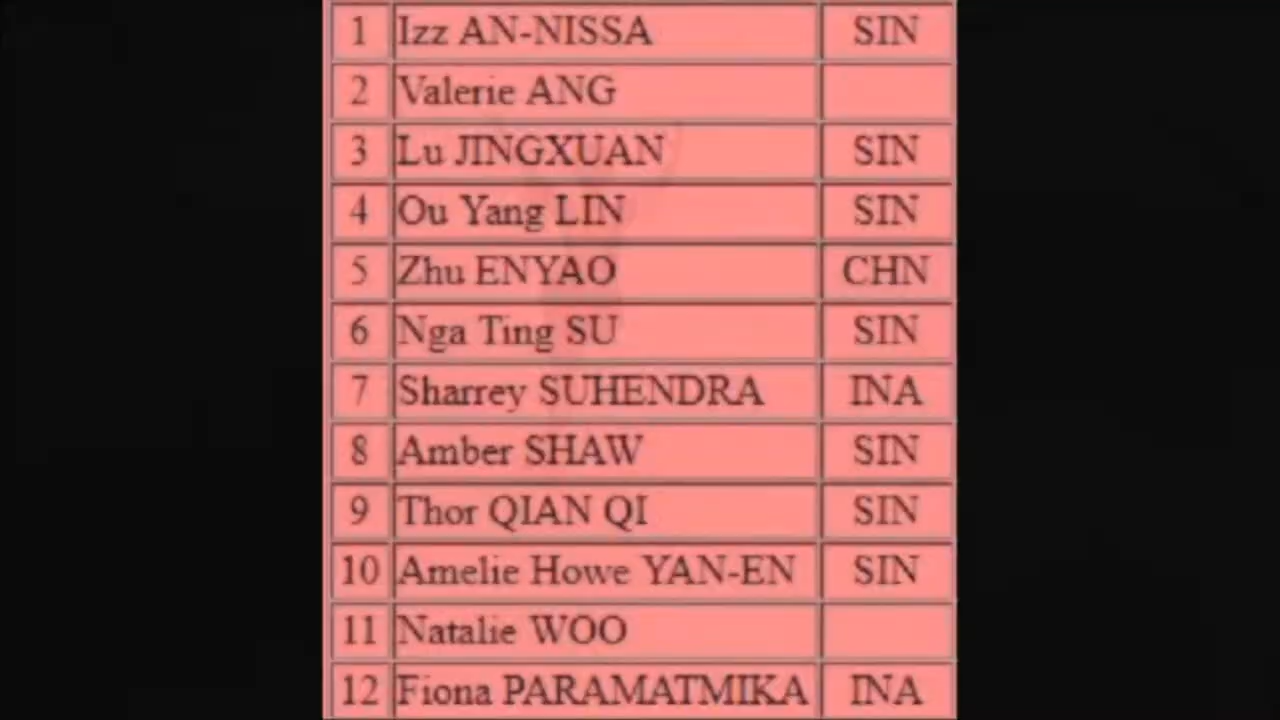 1 Izz AN-NISSA SIN
2 Valerie ANG
3 Lu JINGXUAN SIN
4 Ou Yang LIN SIN
5 Zhu ENYAO CHN
6 Nga Ting SU SIN
7 Sharrey SUHENDRA INA
8 Amber SHAW SIN
9 Thor QIAN QI SIN
10 Amelie Howe YAN-EN SIN
11 Natalie WOO
12 Fiona PARAMATMIKA INA